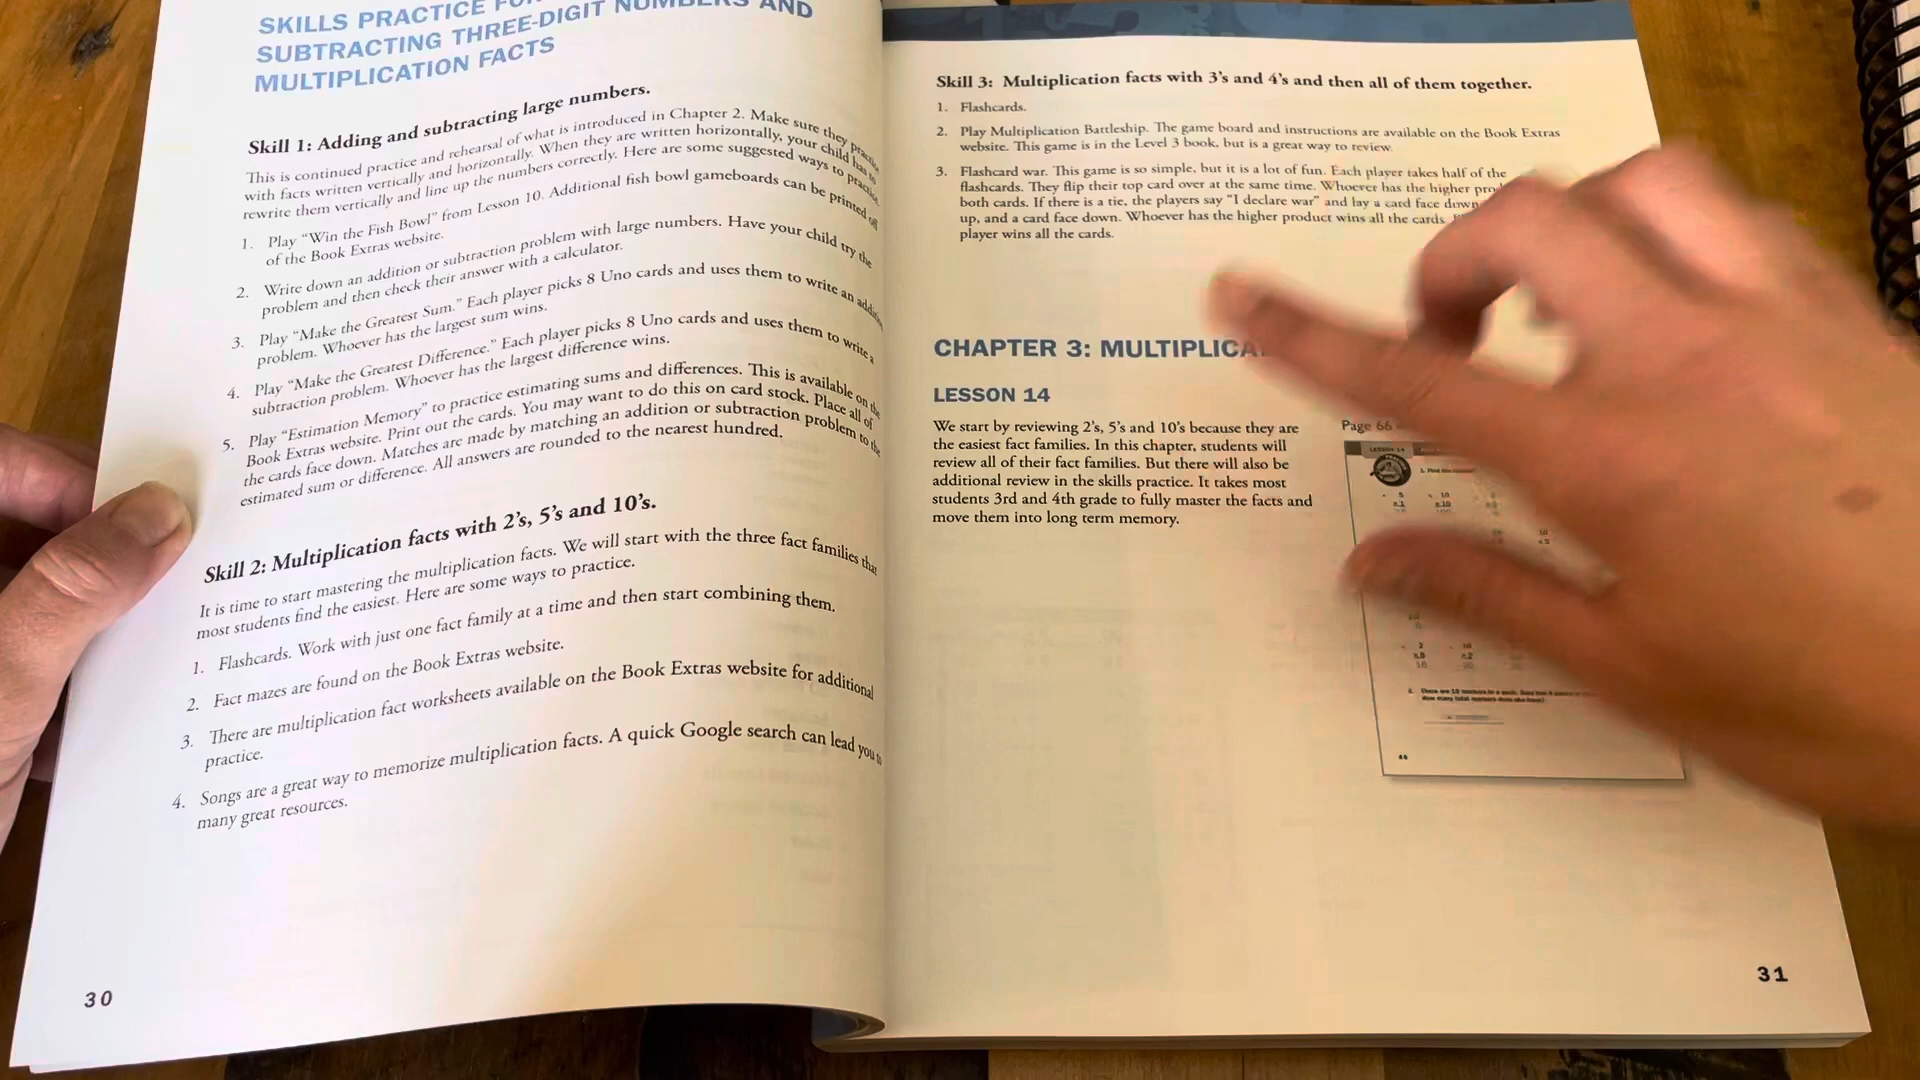 SKILLS PRACTICE
NUMBERS AND
SUBTRACTING THREE-DIGIT
MULTIPLICATION FACTS
Skill 1: Adding and subtracting large numbers.
This is continued practice and rehearsal of what is introduced in Chapter 2. Make sure they practice
with facts written vertically and horizontally. When they are written horizontally, your child has to
rewrite them vertically and line up the numbers correctly. Here are some suggested ways to practice.
1. Play “Win the Fish Bowl” from Lesson 10. Additional fish bowl gameboards can be printed off
of the Book Extras website.
2. Write down an addition or subtraction problem with large numbers. Have your child try the
problem and then check their answer with a calculator.
3. Play “Make the Greatest Sum.” Each player picks 8 Uno cards and uses them to write an addition
problem. Whoever has the largest sum wins.
4. Play “Make the Greatest Difference.” Each player picks 8 Uno cards and uses them to write a
subtraction problem. Whoever has the largest difference wins.
5. Play “Estimation Memory” to practice estimating sums and differences. This is available on the
Book Extras website. Print out the cards. You may want to do this on card stock. Place all of
the cards face down. Matches are made by matching an addition or subtraction problem to the
estimated sum or difference. All answers are rounded to the nearest hundred.
Skill 2: Multiplication facts with 2’s, 5’s and 10’s.
It is time to start mastering the multiplication facts. We will start with the three fact families that
most students find the easiest. Here are some ways to practice.
1. Flashcards. Work with just one fact family at a time and then start combining them.
2. Fact mazes are found on the Book Extras website.
3. There are multiplication fact worksheets available on the Book Extras website for additional
practice.
4. Songs are a great way to memorize multiplication facts. A quick Google search can lead you to
many great resources.
30
Skill 3: Multiplication facts with 3’s and 4’s and then all of them together.
1. Flashcards.
2. Play Multiplication Battleship. The game board and instructions are available on the Book Extras
website. This game is in the Level 3 book, but is a great way to review.
3. Flashcard war. This game is so simple, but it is a lot of fun. Each player takes half of the
flashcards. They flip their top card over at the same time. Whoever has the higher
both cards. If there is a tie, the players say “I declare war” and lay a card face down
up, and a card face down. Whoever has the higher product wins all the cards.
player wins all the cards.
CHAPTER 3:
LESSON 14
We start by reviewing 2’s, 5’s and 10’s because they are
the easiest fact families. In this chapter, students will
review all of their fact families. But there will also be
additional review in the skills practice. It takes most
students 3rd and 4th grade to fully master the facts and
move them into long term memory.
Page 66
LESSON 14
31